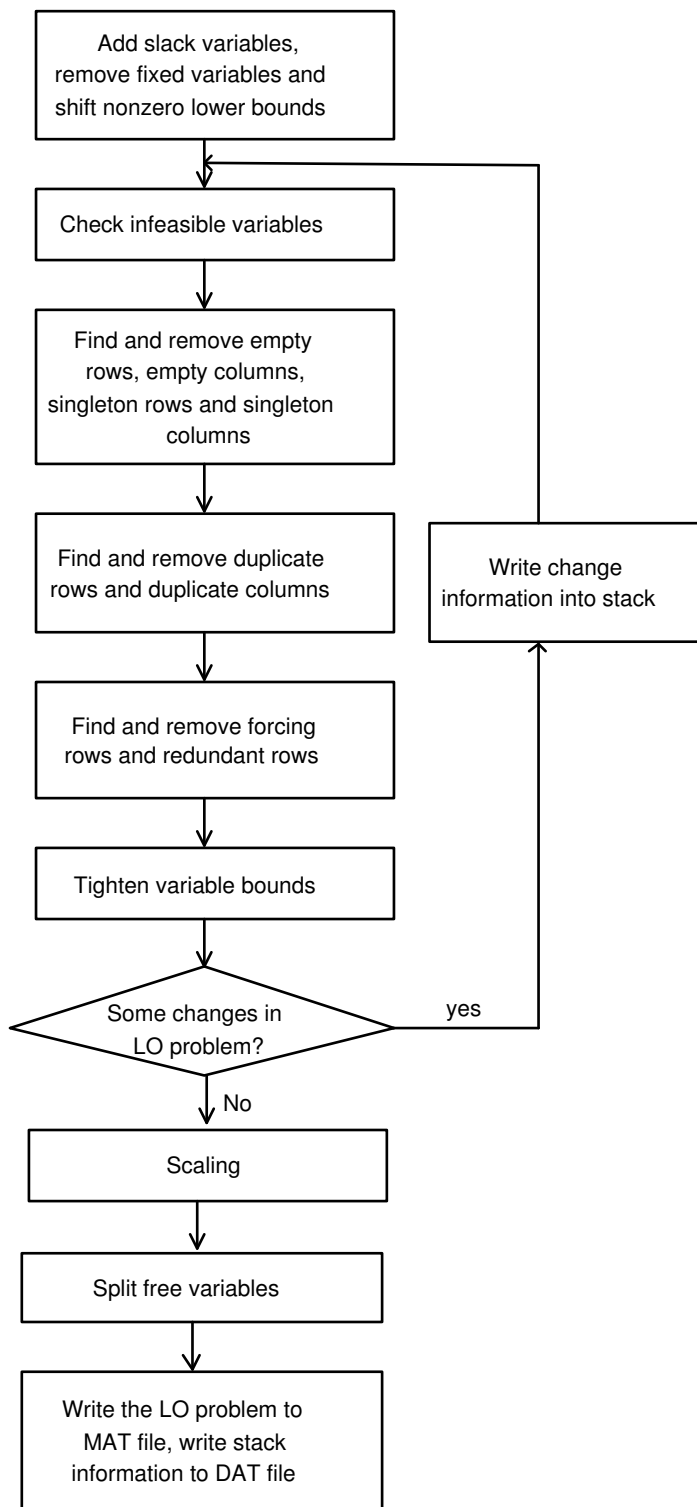 Add slack variables,
remove fixed variables and
shift nonzero lower bounds
Check infeasible variables
Find and remove empty
rows, empty columns,
singleton rows and singleton
columns
Find and remove duplicate
rows and duplicate columns
Write change
information into stack
Find and remove forcing
rows and redundant rows
Tighten variable bounds
Some changes in
LO problem?
yes
No
Scaling
Split free variables
Write the LO problem to
MAT file, write stack
information to DAT file